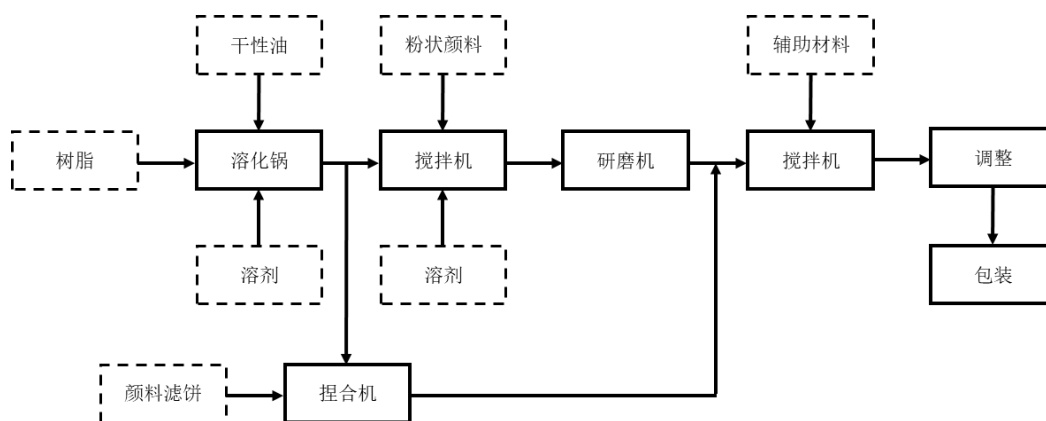 干性油
粉状颜料
辅助材料
树脂
溶化锅
搅拌机
研磨机
搅拌机
调整
溶剂
溶剂
包装
颜料滤饼
捏合机